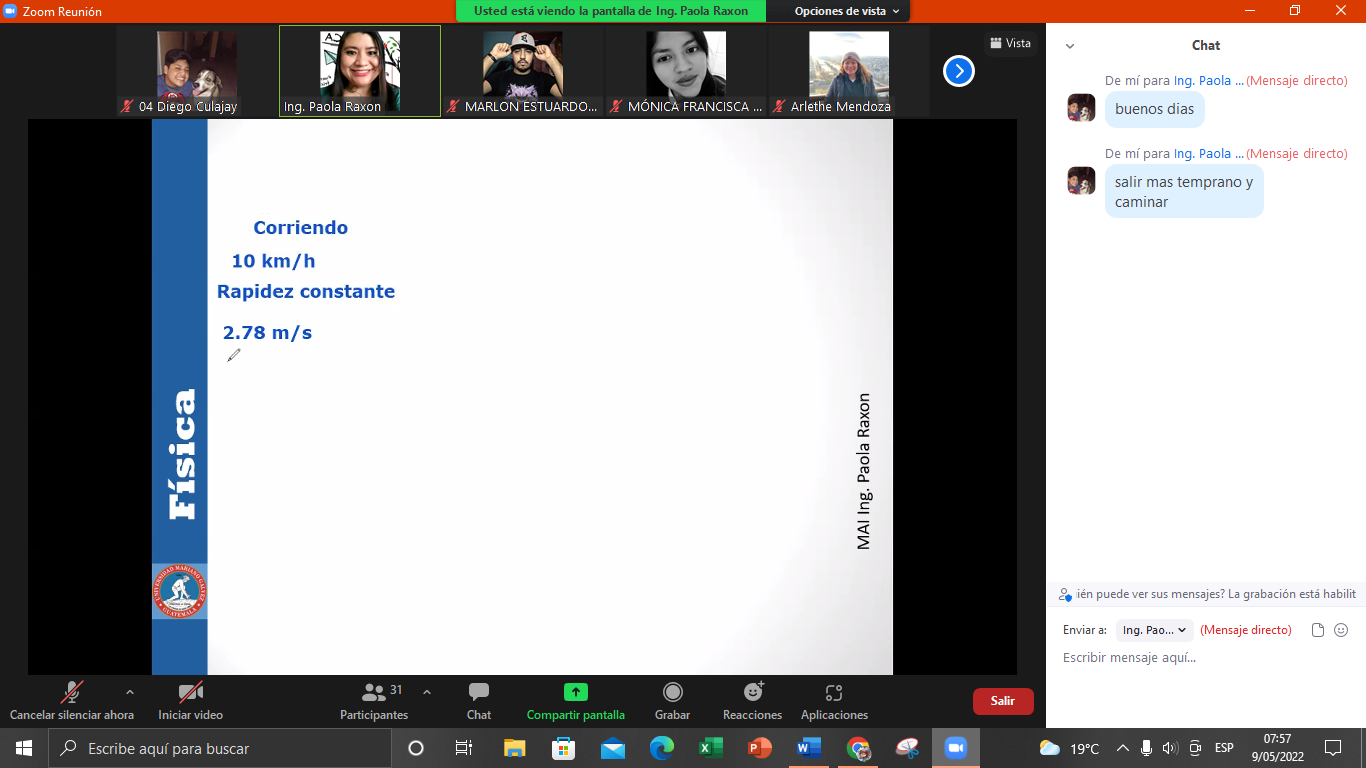 Zoom Reunión
Usted está viendo la pantalla de Ing. Paola Raxon
Opciones de vista
04 Diego Culajay
Ing. Paola Raxon
MARLON ESTUARDO...
MÓNICA FRANCISCA ...
Arlethe Mendoza
Vista
Corriendo
10 km/h
Rapidez constante
2.78 m/s
Física
UNIVERSIDAD MARIANO GALVEZ
GUATEMALA
MAI Ing. Paola Raxon
Chat
De mí para Ing. Paola ... (Mensaje directo)
buenos dias
De mí para Ing. Paola ... (Mensaje directo)
salir mas temprano y
caminar
ién puede ver sus mensajes? La grabación está habilit
Enviar a: Ing. Pao... (Mensaje directo)
Escribir mensaje aquí...
Cancelar silenciar ahora
Iniciar video
31
Participantes
Chat
Compartir pantalla
Grabar
Reacciones
Aplicaciones
Salir
Escribe aquí para buscar
19°C
ESP
07:57
9/05/2022